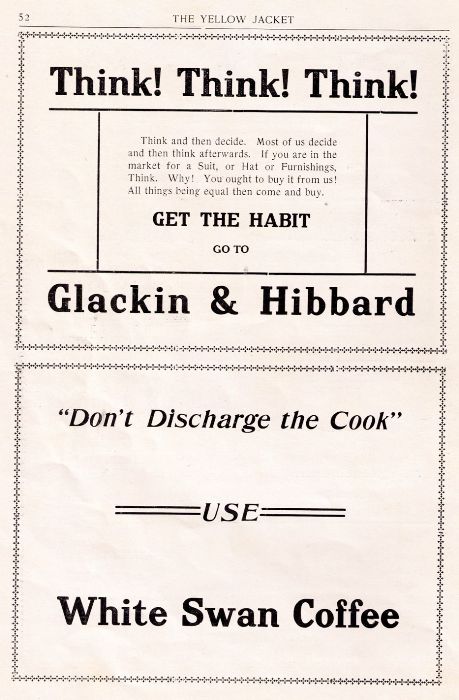 52
THE YELLOW JACKET
Think! Think! Think!
Think and then decide. Most of us decide
and then think afterwards. If you are in the
market for a Suit, or Hat or Furnishings,
Think. Why! You ought to buy it from us!
All things being equal then come and buy.
GET THE HABIT
GO TO
Glackin & Hibbard
“Don’t Discharge the Cook”
USE
White Swan Coffee